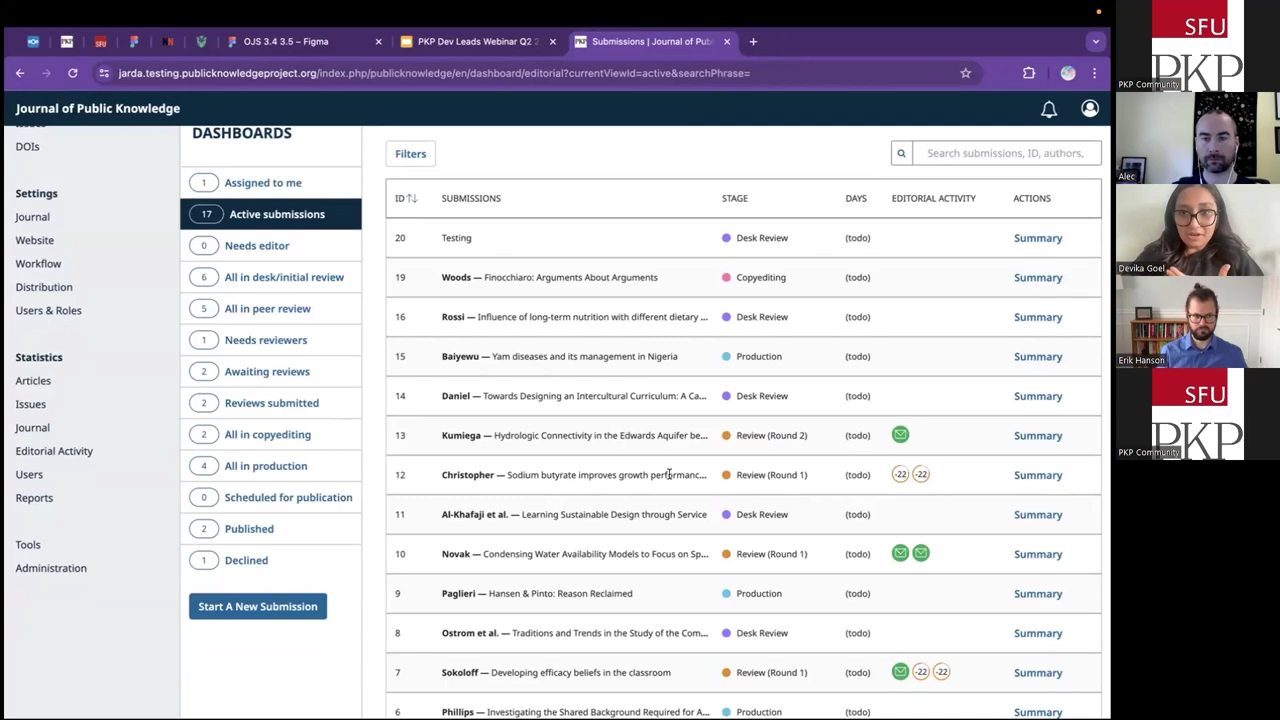 OJS 3.4 3.5 – Figma
PKP Dev Leads Webinar Q2 2
Submissions | Journal of Pub
jarda.testing.publicknowledgeproject.org/index.php/publicknowledge/en/dashboard/editorial?currentViewId=active&searchPhrase=
Journal of Public Knowledge
DOIs
Settings
Journal
Website
Workflow
Distribution
Users & Roles
Statistics
Articles
Issues
Journal
Editorial Activity
Users
Reports
Tools
Administration
DASHBOARDS
1 Assigned to me
17 Active submissions
0 Needs editor
6 All in desk/initial review
5 All in peer review
1 Needs reviewers
2 Awaiting reviews
2 Reviews submitted
2 All in copyediting
4 All in production
0 Scheduled for publication
2 Published
1 Declined
Start A New Submission
Filters
Search submissions, ID, authors,
ID SUBMISSIONS STAGE DAYS EDITORIAL ACTIVITY ACTIONS
20 Testing Desk Review (todo) Summary
19 Woods — Finocchiaro: Arguments About Arguments Copyediting (todo) Summary
16 Rossi — Influence of long-term nutrition with different dietary ... Desk Review (todo) Summary
15 Baiyewu — Yam diseases and its management in Nigeria Production (todo) Summary
14 Daniel — Towards Designing an Intercultural Curriculum: A Ca... Desk Review (todo) Summary
13 Kumiega — Hydrologic Connectivity in the Edwards Aquifer be... Review (Round 2) (todo) Summary
12 Christopher — Sodium butyrate improves growth performanc... Review (Round 1) (todo) -22 -22 Summary
11 Al-Khafaji et al. — Learning Sustainable Design through Service Desk Review (todo) Summary
10 Novak — Condensing Water Availability Models to Focus on Sp... Review (Round 1) (todo) Summary
9 Paglieri — Hansen & Pinto: Reason Reclaimed Production (todo) Summary
8 Ostrom et al. — Traditions and Trends in the Study of the Com... Desk Review (todo) Summary
7 Sokoloff — Developing efficacy beliefs in the classroom Review (Round 1) (todo) -22 -22 Summary
6 Phillips — Investigating the Shared Background Required for A... Production (todo) Summary
SFU
PKP
PKP Community
Alec
Devika Goel
Erik Hanson
SFU
PKP
PKP Community